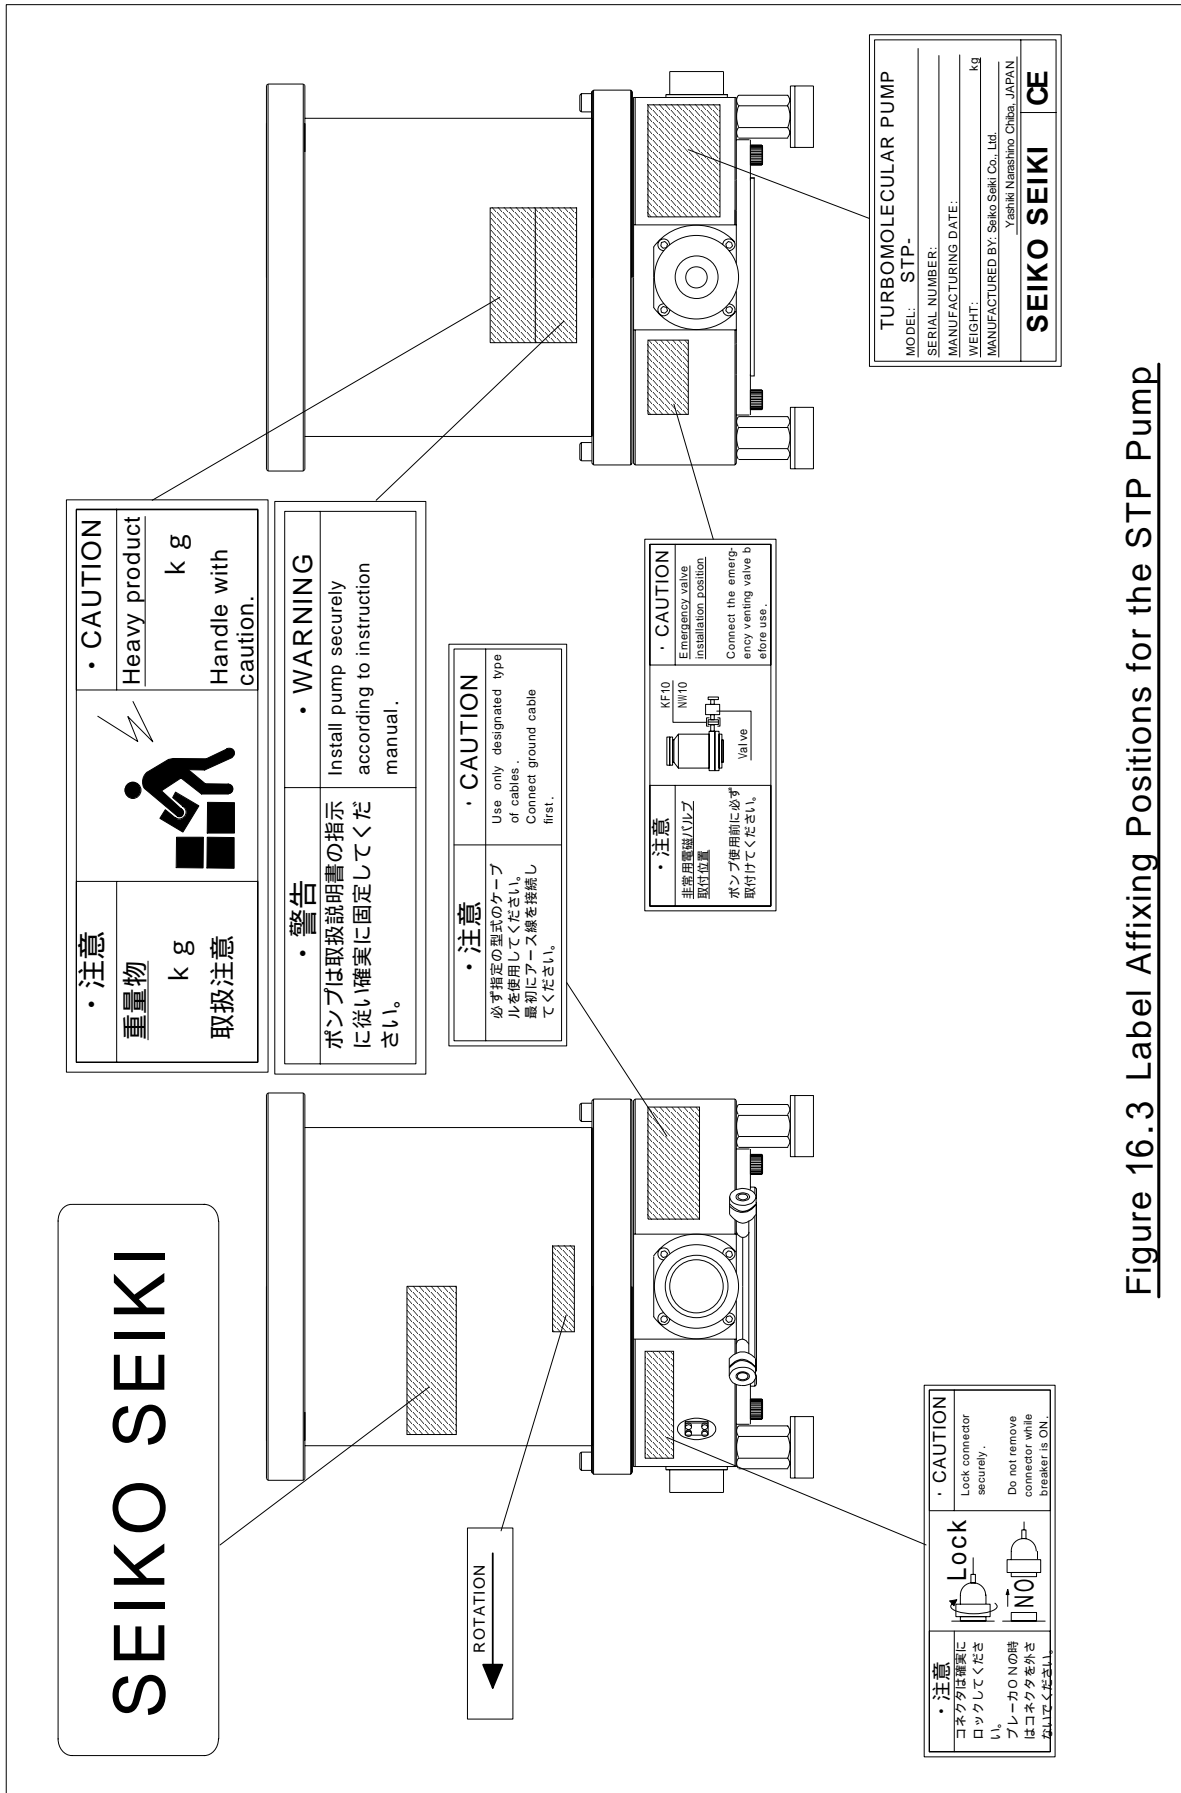 SEIKO SEIKI
ROTATION
・注意
重量物
kg
取扱注意
・CAUTION
Heavy product
kg
Handle with
caution.
・警告
ポンプは取扱説明書の指示
に従い確実に固定してくだ
さい。
・WARNING
Install pump securely
according to instruction
manual.
・注意
必ず指定の型式のケーブ
ルを使用してください。
最初にアース線を接続し
てください。
・CAUTION
Use only designated type
of cables.
Connect ground cable
first.
・注意
非常用電磁バルブ
取付位置
ポンプ使用前に必ず
取付けてください。
KF10
NW10
Valve
・CAUTION
Emergency valve
installation position
Connect the emerg-
ency venting valve b
efore use.
・注意
コネクタは確実に
ロックしてくださ
い。
ブレーカONの時
はコネクタを外さ
ないでください。
Lock
NO
・CAUTION
Lock connector
securely.
Do not remove
connector while
breaker is ON.
TURBOMOLECULAR PUMP
MODEL: STP-
SERIAL NUMBER:
MANUFACTURING DATE:
WEIGHT: kg
MANUFACTURED BY: Seiko Seiki Co., Ltd.
Yashiki Narashino Chiba, JAPAN
SEIKO SEIKI CE
Figure 16.3 Label Affixing Positions for the STP Pump